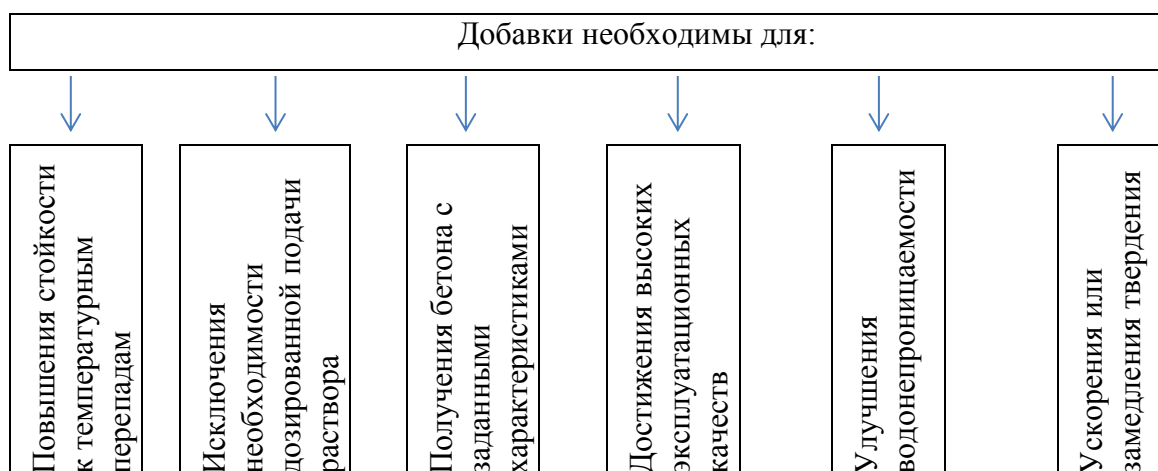 Добавки необходимы для:
Повышения стойкости
к температурным
перепадам
Исключения
необходимости
дозированной подачи
раствора
Получения бетона с
заданными
характеристиками
Достижения высоких
эксплуатационных
качеств
Улучшения
водонепроницаемости
Ускорения или
замедления твердения